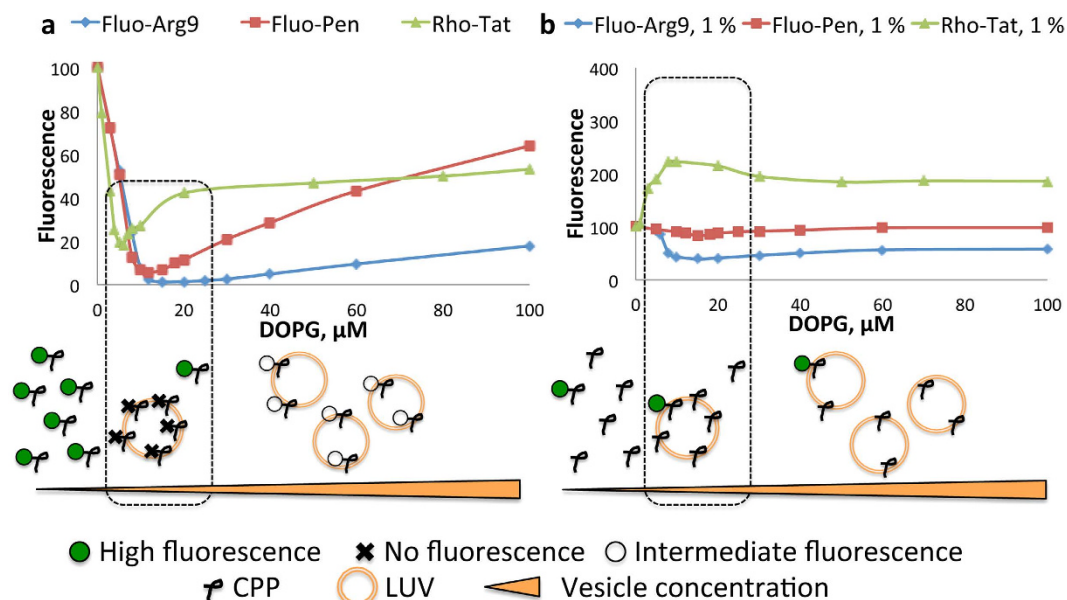 a Fluo-Arg9 Fluo-Pen Rho-Tat
100
80
60
40
20
0
Fluorescence
0 20 40 60 80 100
DOPG, μM
b Fluo-Arg9, 1 % Fluo-Pen, 1 % Rho-Tat, 1 %
400
300
200
100
0
Fluorescence
0 20 40 60 80 100
DOPG, μM
High fluorescence No fluorescence Intermediate fluorescence
CPP LUV Vesicle concentration